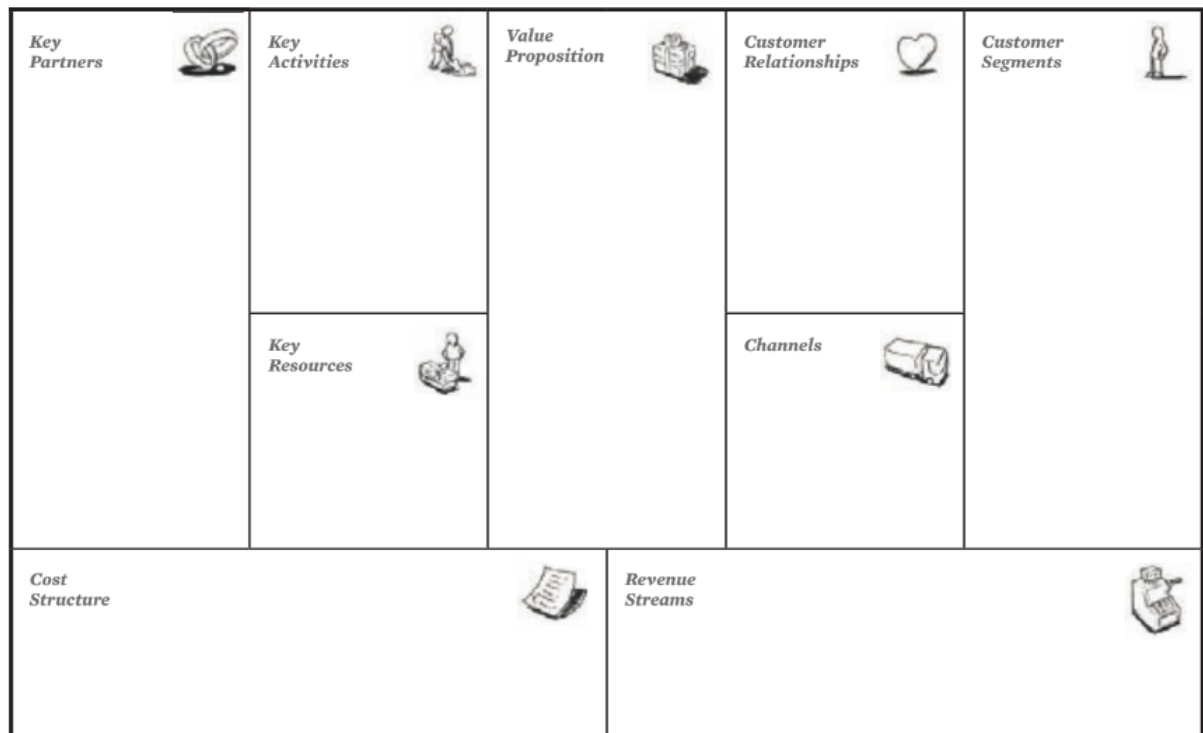 Key
Partners
Key
Activities
Value
Proposition
Customer
Relationships
Customer
Segments
Key
Resources
Channels
Cost
Structure
Revenue
Streams